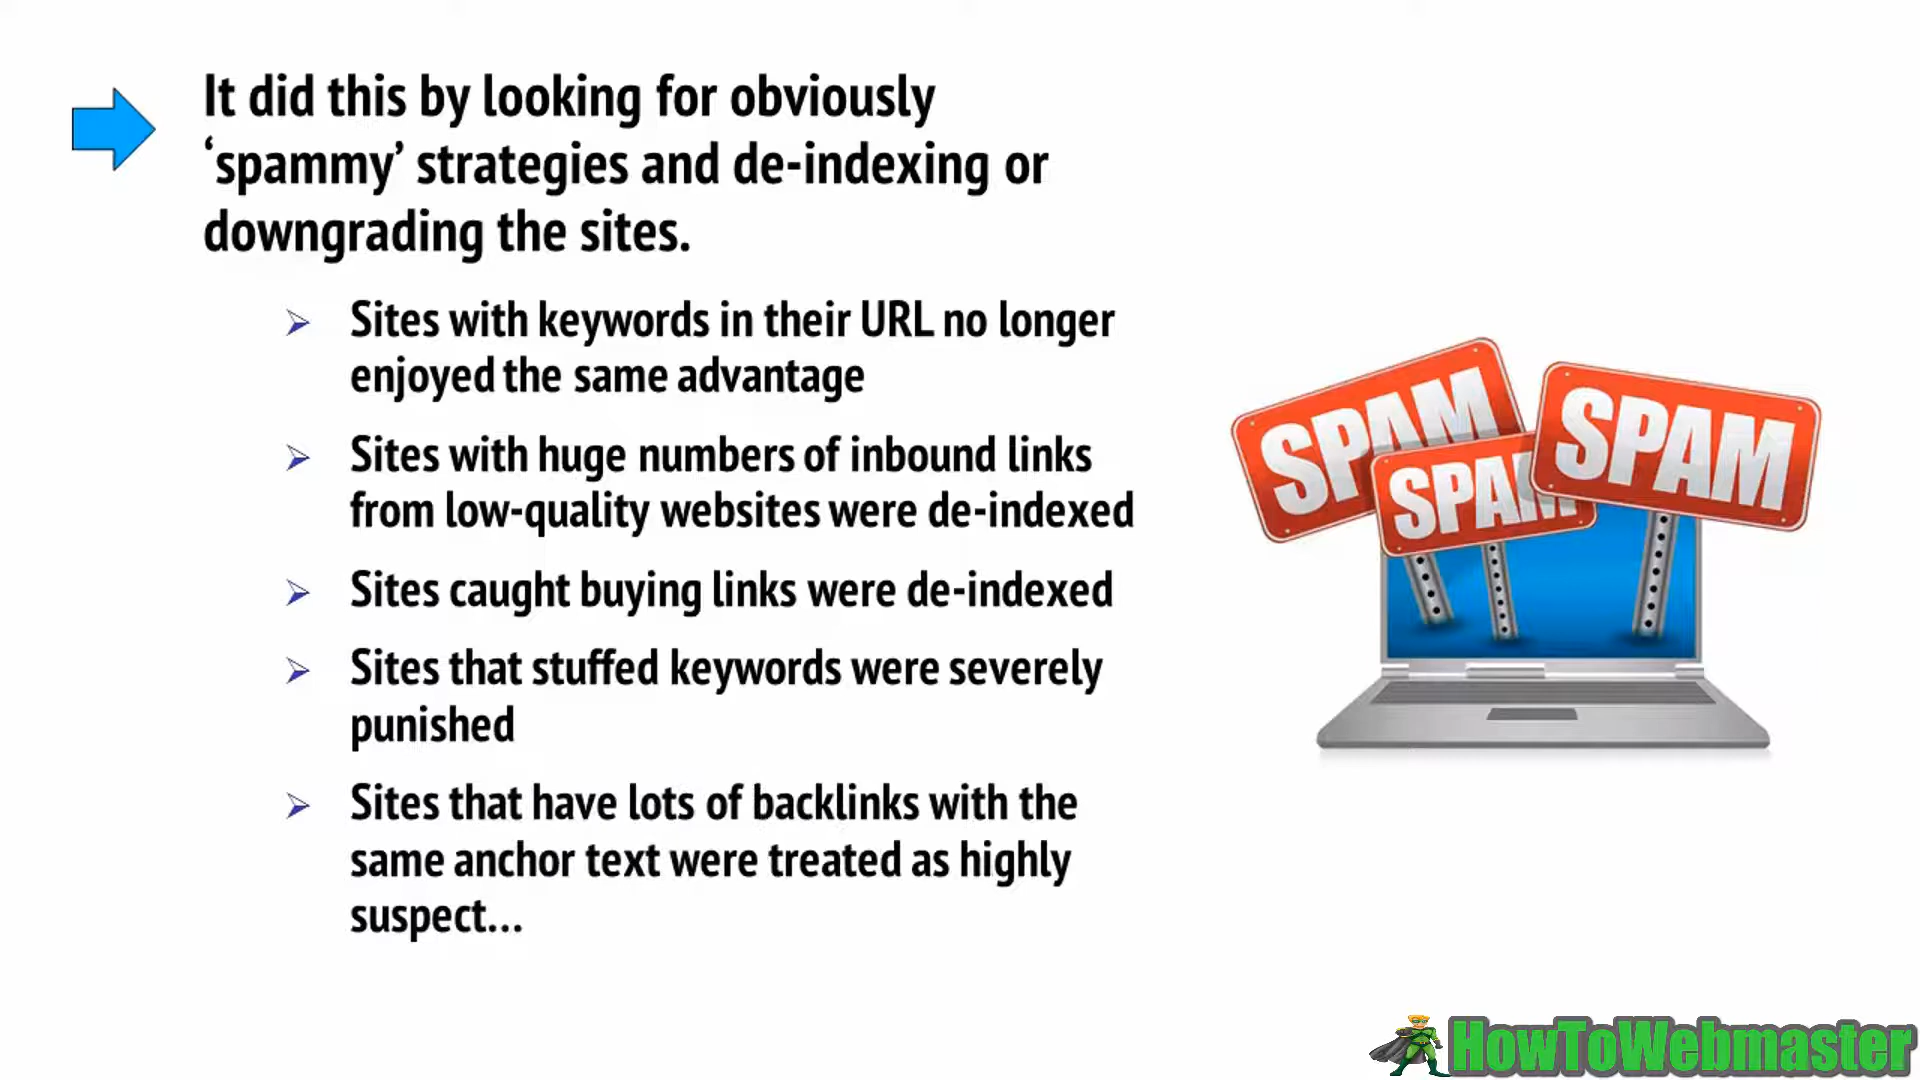 It did this by looking for obviously
‘spammy’ strategies and de-indexing or
downgrading the sites.
Sites with keywords in their URL no longer
enjoyed the same advantage
Sites with huge numbers of inbound links
from low-quality websites were de-indexed
Sites caught buying links were de-indexed
Sites that stuffed keywords were severely
punished
Sites that have lots of backlinks with the
same anchor text were treated as highly
suspect...
SPAM
SPAM
SPAM
HowToWebmaster